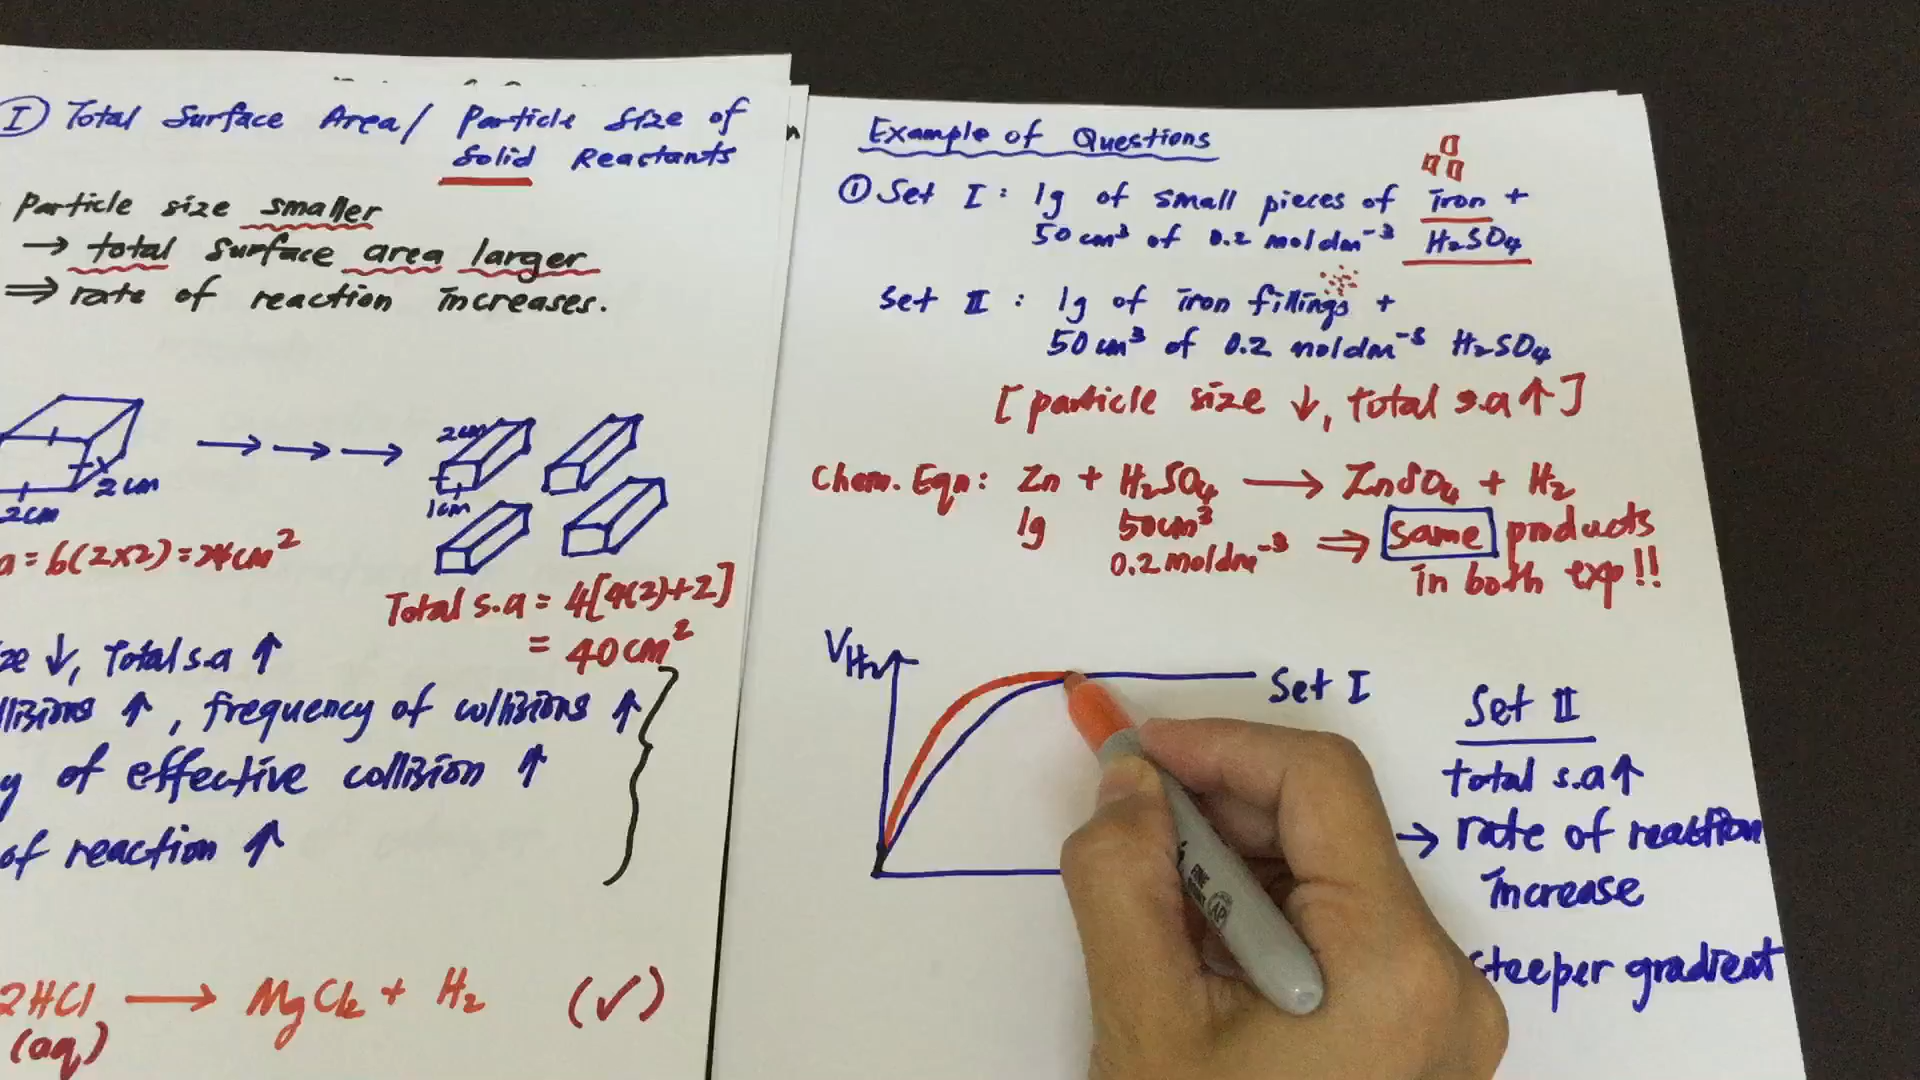 I) Total Surface Area/ Particle Size of
Solid Reactants
Particle size smaller
→ total surface area larger
⇒ rate of reaction increases.
2cm
2cm
2cm
1cm
a = 6(2x2) = 24cm²
Total s.a = 4[4(2)+2]
= 40cm²
ze ↓, Total s.a ↑
llisions ↑, frequency of collisions ↑
y of effective collision ↑
of reaction ↑
2HCl → MgCl₂ + H₂ (✓)
(aq)
Example of Questions
① Set I : 1g of small pieces of iron +
50cm³ of 0.2 moldm⁻³ H₂SO₄
Set II : 1g of iron fillings +
50cm³ of 0.2 moldm⁻³ H₂SO₄
[particle size ↓, total s.a ↑]
Chem. Eqn: Zn + H₂SO₄ → ZnSO₄ + H₂
1g 50cm³ ⇒ same products
0.2moldm⁻³ in both exp!!
V H₂
Set I
Set II
total s.a ↑
→ rate of reaction
increase
steeper gradient
FINE
POINT
AP